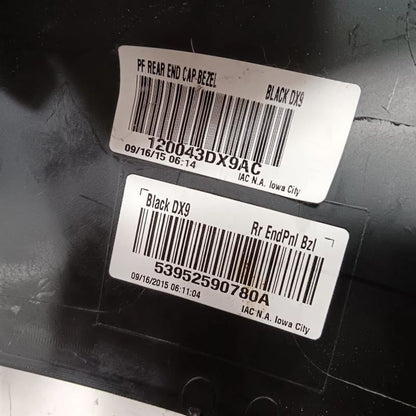 PF REAR END CAP BEZEL BLACK DX9
120043DX9AC
09/16/15 06:14 IAC N.A. Iowa City
Black DX9 Rr EndPnl Bzl
53952590780A
09/16/2015 06:11:04 IAC N.A. Iowa City